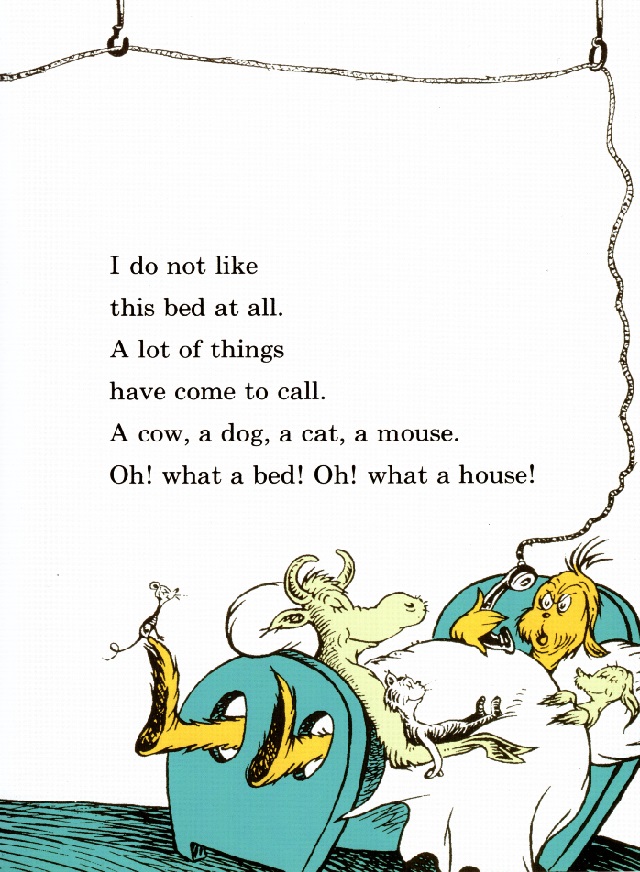 I do not like
this bed at all.
A lot of things
have come to call.
A cow, a dog, a cat, a mouse.
Oh! what a bed! Oh! what a house!